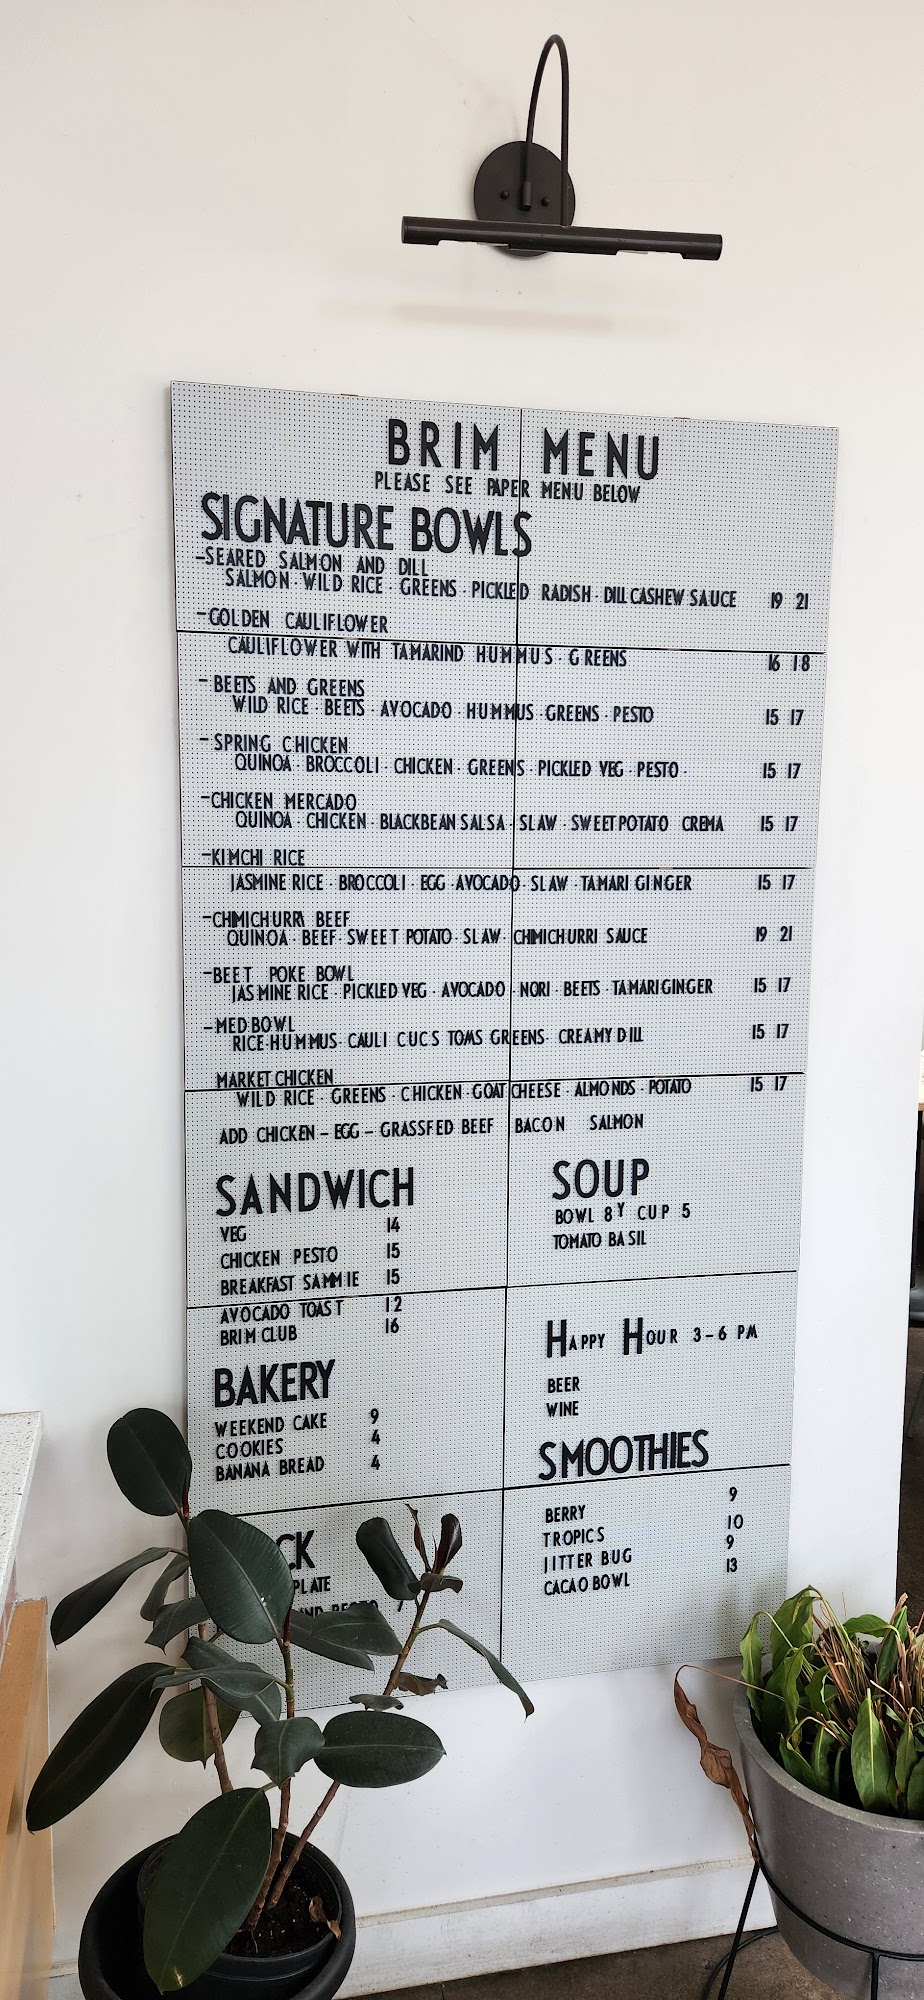 BRIM MENU
PLEASE SEE PAPER MENU BELOW
SIGNATURE BOWLS
-SEARED SALMON AND DILL
SALMON · WILD RICE · GREENS · PICKLED RADISH · DILL CASHEW SAUCE 19 21
-GOLDEN CAULIFLOWER
CAULIFLOWER WITH TAMARIND HUMMUS · GREENS 16 18
- BEETS AND GREENS
WILD RICE · BEETS · AVOCADO · HUMMUS · GREENS · PESTO 15 17
- SPRING CHICKEN
QUINOA · BROCCOLI · CHICKEN · GREENS · PICKLED VEG · PESTO · 15 17
-CHICKEN MERCADO
QUINOA CHICKEN · BLACKBEAN SALSA · SLAW · SWEET POTATO CREMA 15 17
-KIMCHI RICE
JASMINE RICE · BROCCOLI · EGG · AVOCADO · SLAW · TAMARI GINGER 15 17
-CHIMICHURRI BEEF
QUINOA · BEEF · SWEET POTATO · SLAW · CHIMICHURRI SAUCE 19 21
-BEET POKE BOWL
JASMINE RICE · PICKLED VEG · AVOCADO · NORI · BEETS · TAMARI GINGER 15 17
-MED BOWL
RICE·HUMMUS· CAULI CUCS TOMS GREENS · CREAMY DILL 15 17
MARKET CHICKEN
WILD RICE · GREENS · CHICKEN · GOAT CHEESE · ALMONDS · POTATO 15 17
ADD CHICKEN – EGG – GRASSFED BEEF BACON SALMON
SANDWICH
VEG 14
CHICKEN PESTO 15
BREAKFAST SAMMIE 15
AVOCADO TOAST 12
BRIM CLUB 16
BAKERY
WEEKEND CAKE 9
COOKIES 4
BANANA BREAD 4
CK
PLATE
SOUP
BOWL 8Y CUP 5
TOMATO BASIL
HAPPY HOUR 3-6 PM
BEER
WINE
SMOOTHIES
BERRY 9
TROPICS 10
JITTER BUG 9
CACAO BOWL 13